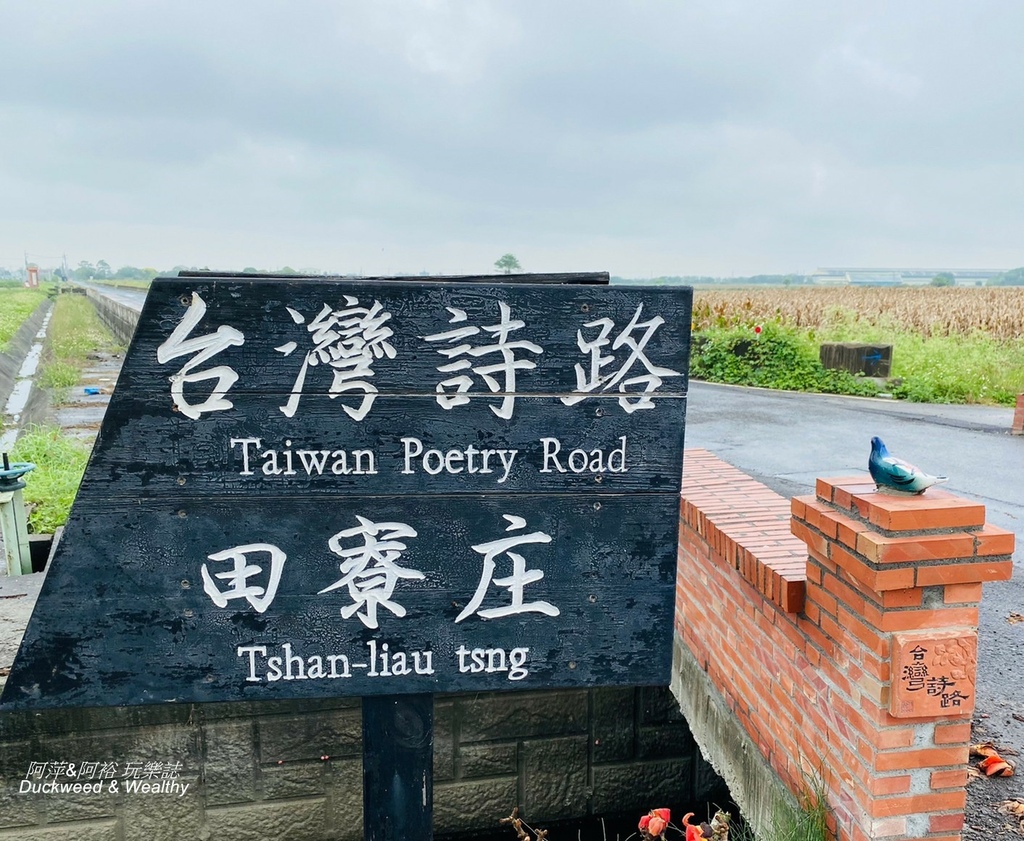 台灣詩路
Taiwan Poetry Road
田寮庄
Tshan-liau tsng
台灣詩路
阿萍&阿裕 玩樂誌
Duckweed & Wealthy